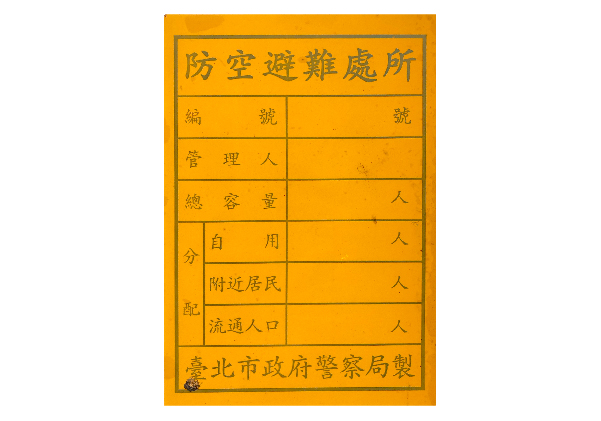 防空避難處所
編號 號
管理人
總容量 人
分配
自用 人
附近居民 人
流通人口 人
臺北市政府警察局製